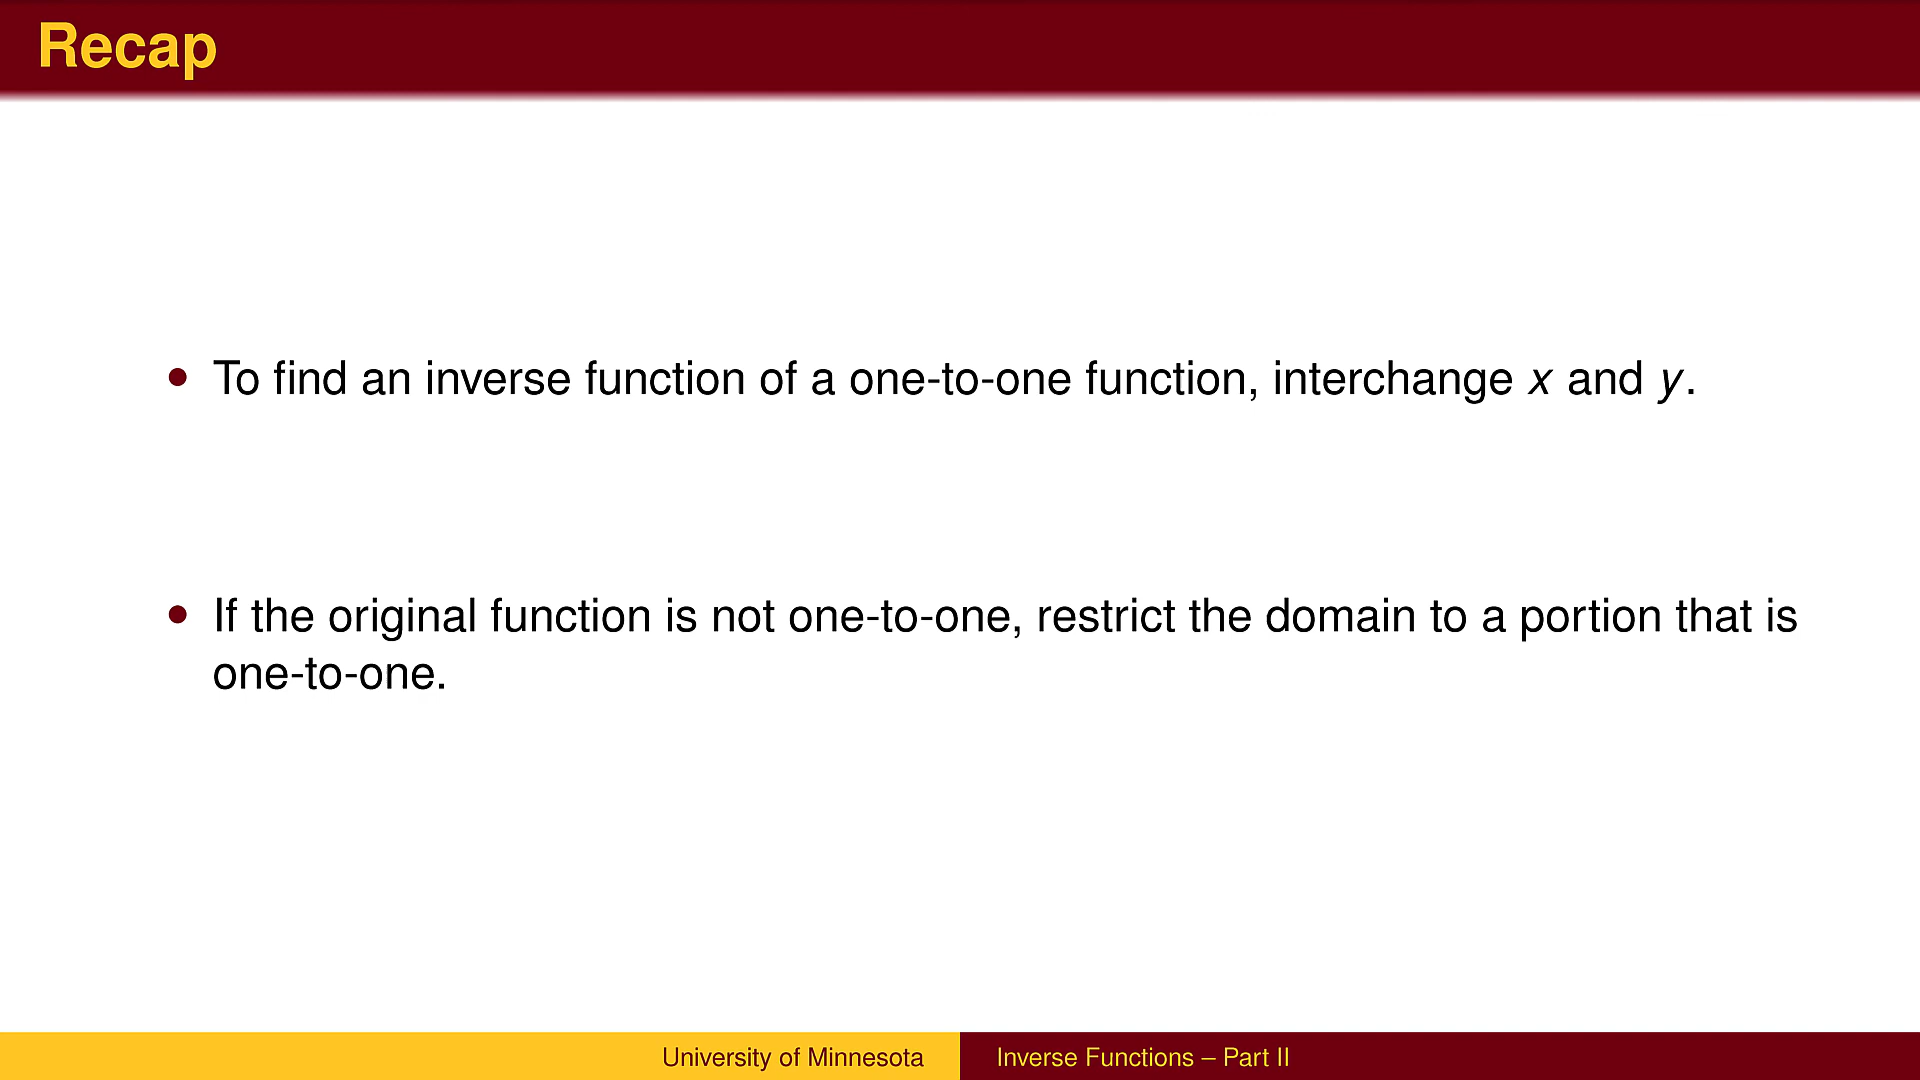 Recap
• To find an inverse function of a one-to-one function, interchange x and y.
• If the original function is not one-to-one, restrict the domain to a portion that is
one-to-one.
University of Minnesota
Inverse Functions – Part II